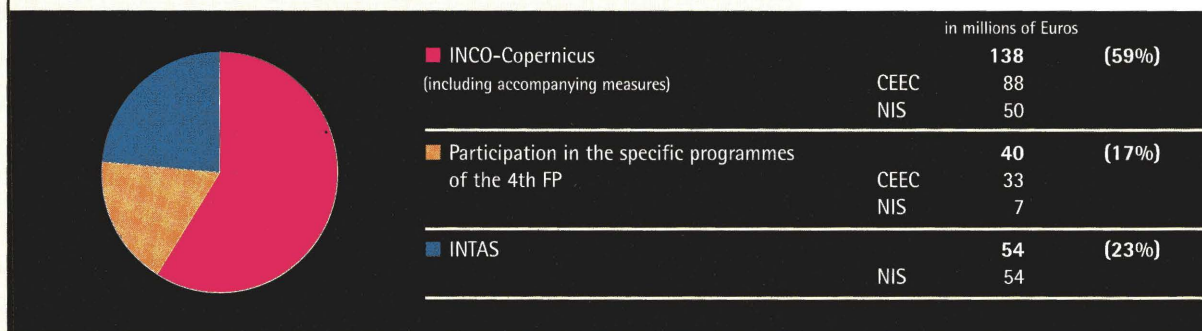 in millions of Euros
INCO-Copernicus 138 (59%)
(including accompanying measures) CEEC 88
NIS 50
Participation in the specific programmes 40 (17%)
of the 4th FP CEEC 33
NIS 7
INTAS 54 (23%)
NIS 54